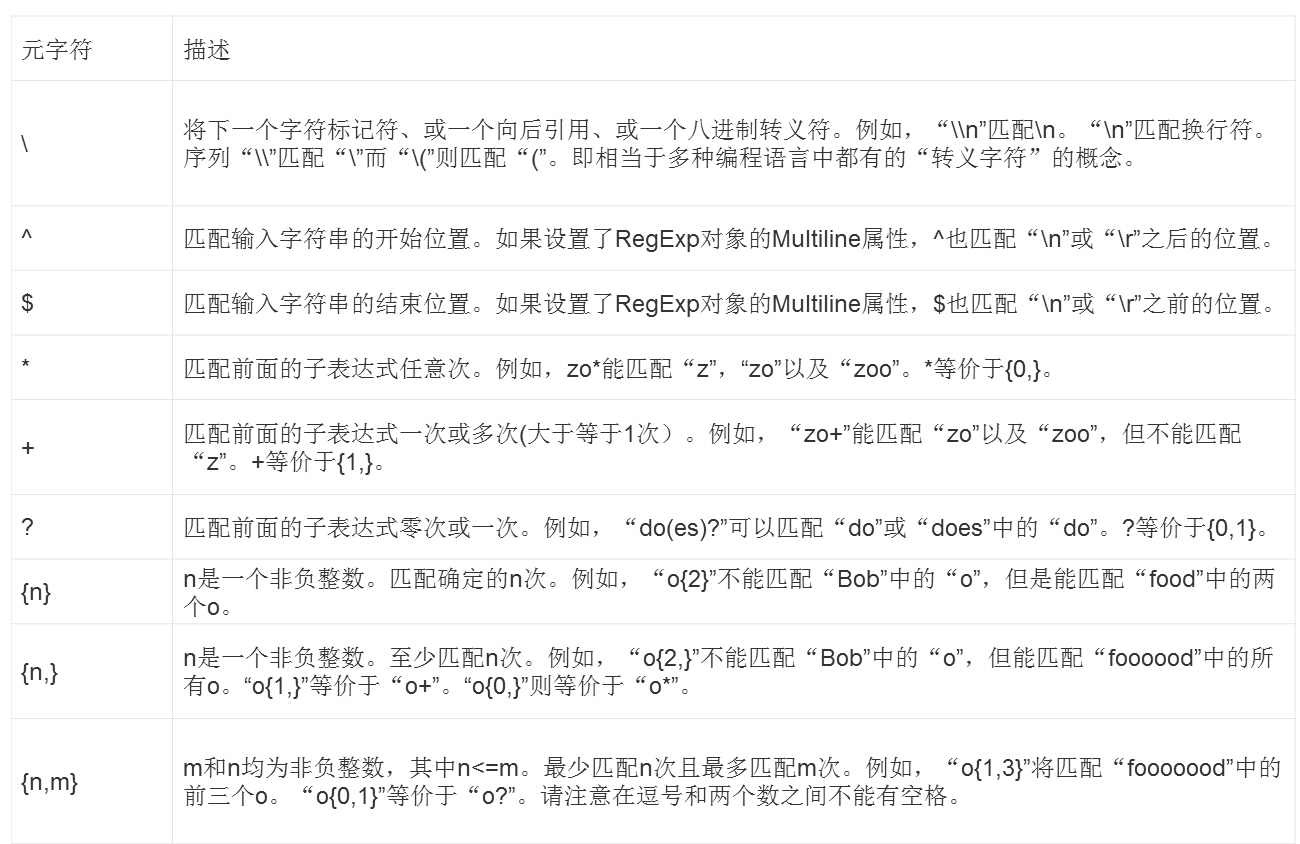 元字符
描述
\
将下一个字符标记符、或一个向后引用、或一个八进制转义符。例如，“\\n”匹配\n。“\n”匹配换行符。
序列“\\”匹配“\”而“\(”则匹配“(”。即相当于多种编程语言中都有的“转义字符”的概念。
^
匹配输入字符串的开始位置。如果设置了RegExp对象的Multiline属性，^也匹配“\n”或“\r”之后的位置。
$
匹配输入字符串的结束位置。如果设置了RegExp对象的Multiline属性，$也匹配“\n”或“\r”之前的位置。
*
匹配前面的子表达式任意次。例如，zo*能匹配“z”，“zo”以及“zoo”。*等价于{0,}。
+
匹配前面的子表达式一次或多次(大于等于1次）。例如，“zo+”能匹配“zo”以及“zoo”，但不能匹配
“z”。+等价于{1,}。
?
匹配前面的子表达式零次或一次。例如，“do(es)?”可以匹配“do”或“does”中的“do”。?等价于{0,1}。
{n}
n是一个非负整数。匹配确定的n次。例如，“o{2}”不能匹配“Bob”中的“o”，但是能匹配“food”中的两
个o。
{n,}
n是一个非负整数。至少匹配n次。例如，“o{2,}”不能匹配“Bob”中的“o”，但能匹配“foooood”中的所
有o。“o{1,}”等价于“o+”。“o{0,}”则等价于“o*”。
{n,m}
m和n均为非负整数，其中n<=m。最少匹配n次且最多匹配m次。例如，“o{1,3}”将匹配“fooooood”中的
前三个o。“o{0,1}”等价于“o?”。请注意在逗号和两个数之间不能有空格。